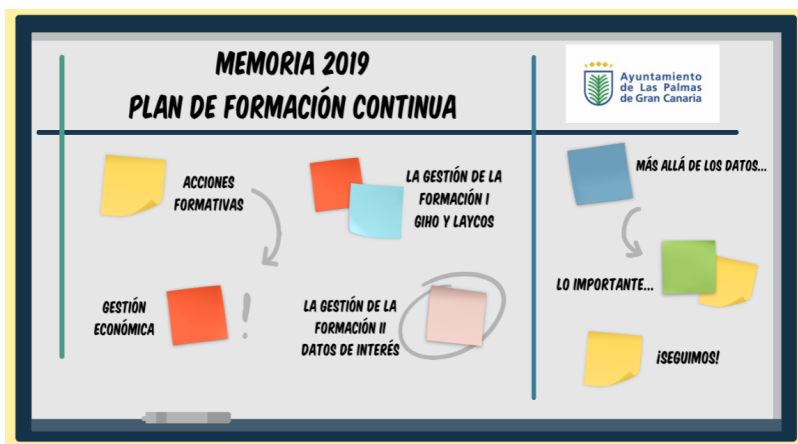 MEMORIA 2019
PLAN DE FORMACIÓN CONTINUA
Ayuntamiento
de Las Palmas
de Gran Canaria
ACCIONES
FORMATIVAS
LA GESTIÓN DE LA
FORMACIÓN I
GIHO Y LAYCOS
GESTIÓN
ECONÓMICA
!
LA GESTIÓN DE LA
FORMACIÓN II
DATOS DE INTERÉS
MÁS ALLÁ DE LOS DATOS...
LO IMPORTANTE...
¡SEGUIMOS!